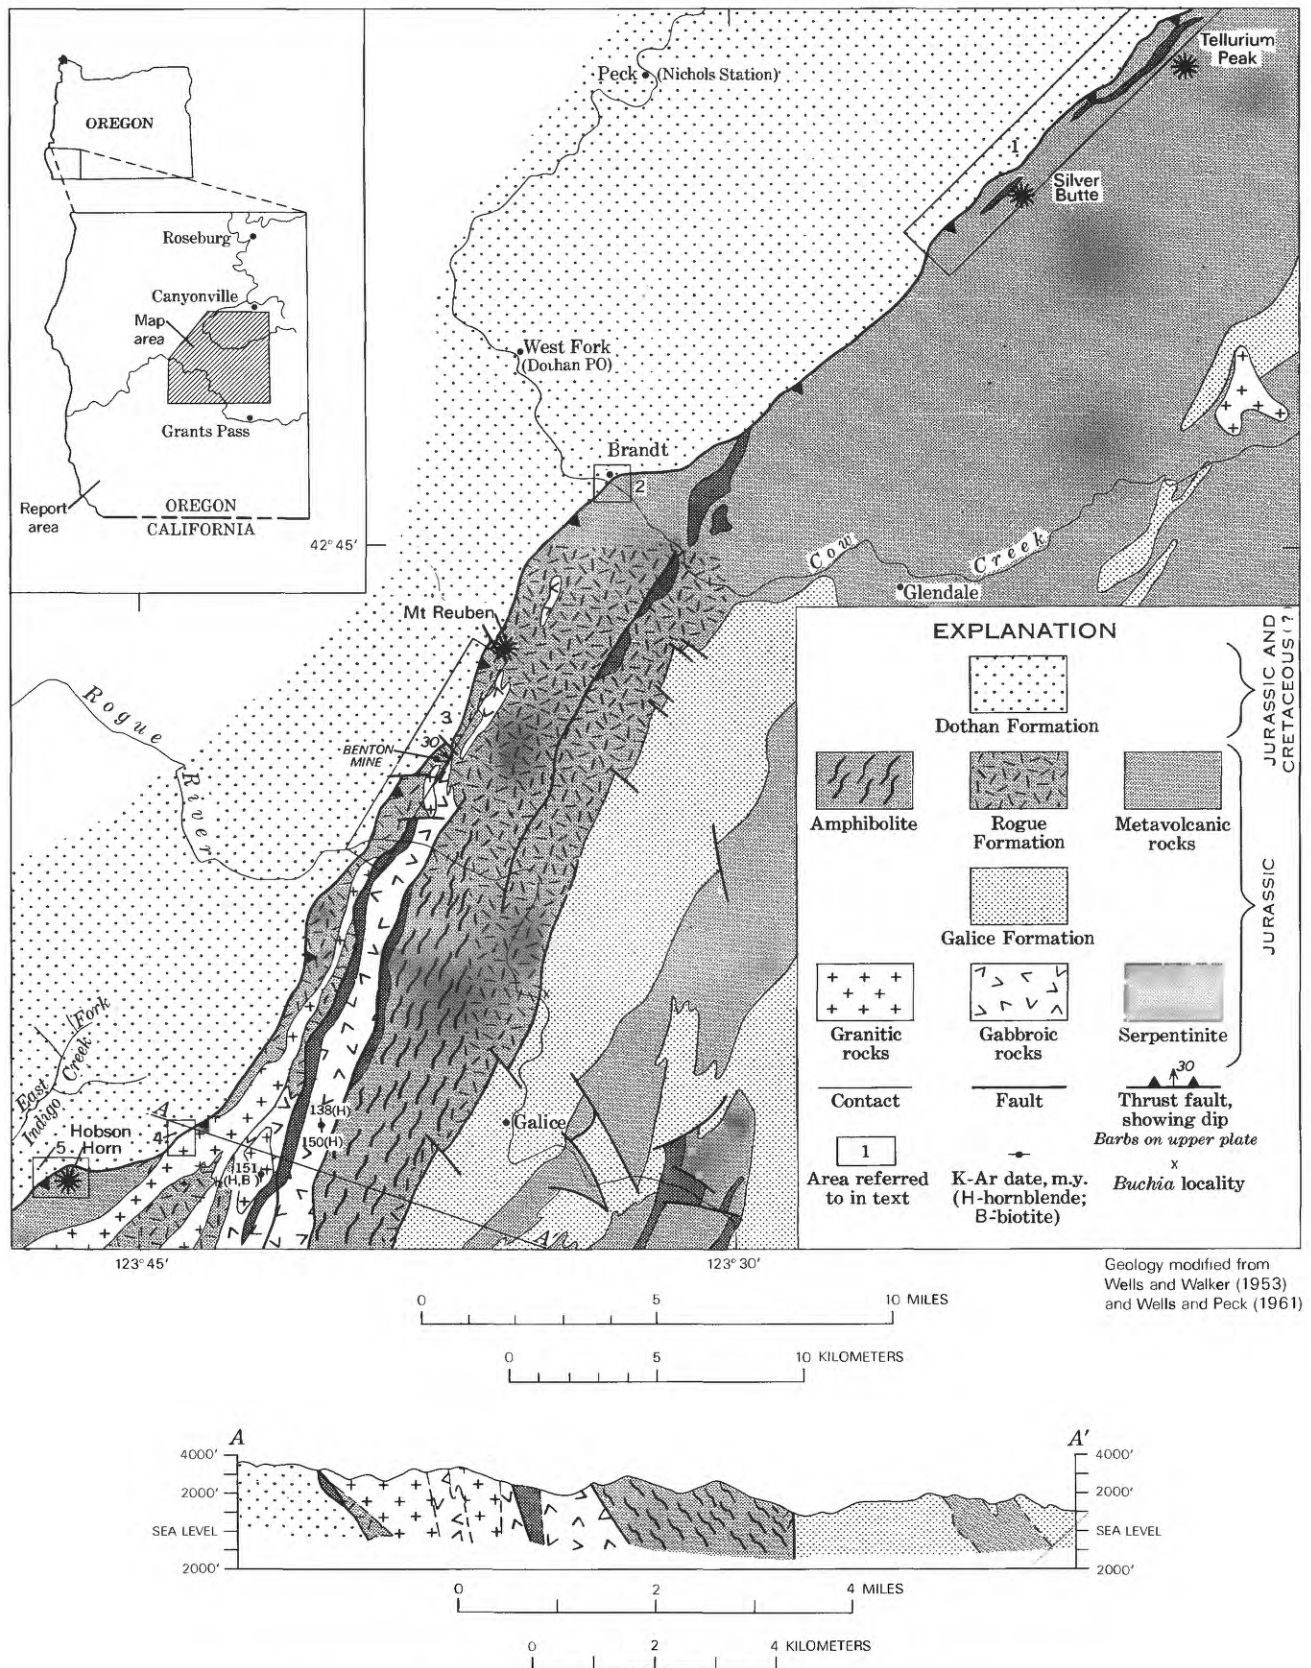 OREGON
Roseburg
Canyonville
Map
area
Grants Pass
Report
area
OREGON
CALIFORNIA
42°45'
Peck (Nichols Station)
Tellurium
Peak
1
Silver
Butte
West Fork
(Dothan PO)
Brandt
2
Cow Creek
Glendale
Mt Reuben
Rogue
River
3
30
BENTON
MINE
East Fork
Indigo Creek
A
4
5
Hobson
Horn
138(H)
150(H)
151
(H,B)
Galice
A'
123°45'
123°30'
EXPLANATION
Dothan Formation
JURASSIC AND
CRETACEOUS(?
Amphibolite
Rogue
Formation
Metavolcanic
rocks
Galice Formation
JURASSIC
Granitic
rocks
Gabbroic
rocks
Serpentinite
Contact
Fault
30
Thrust fault,
showing dip
Barbs on upper plate
1
Area referred
to in text
K-Ar date, m.y.
(H-hornblende;
B-biotite)
x
Buchia locality
Geology modified from
Wells and Walker (1953)
and Wells and Peck (1961)
0 5 10 MILES
0 5 10 KILOMETERS
A A'
4000' 4000'
2000' 2000'
SEA LEVEL SEA LEVEL
2000' 2000'
0 2 4 MILES
0 2 4 KILOMETERS